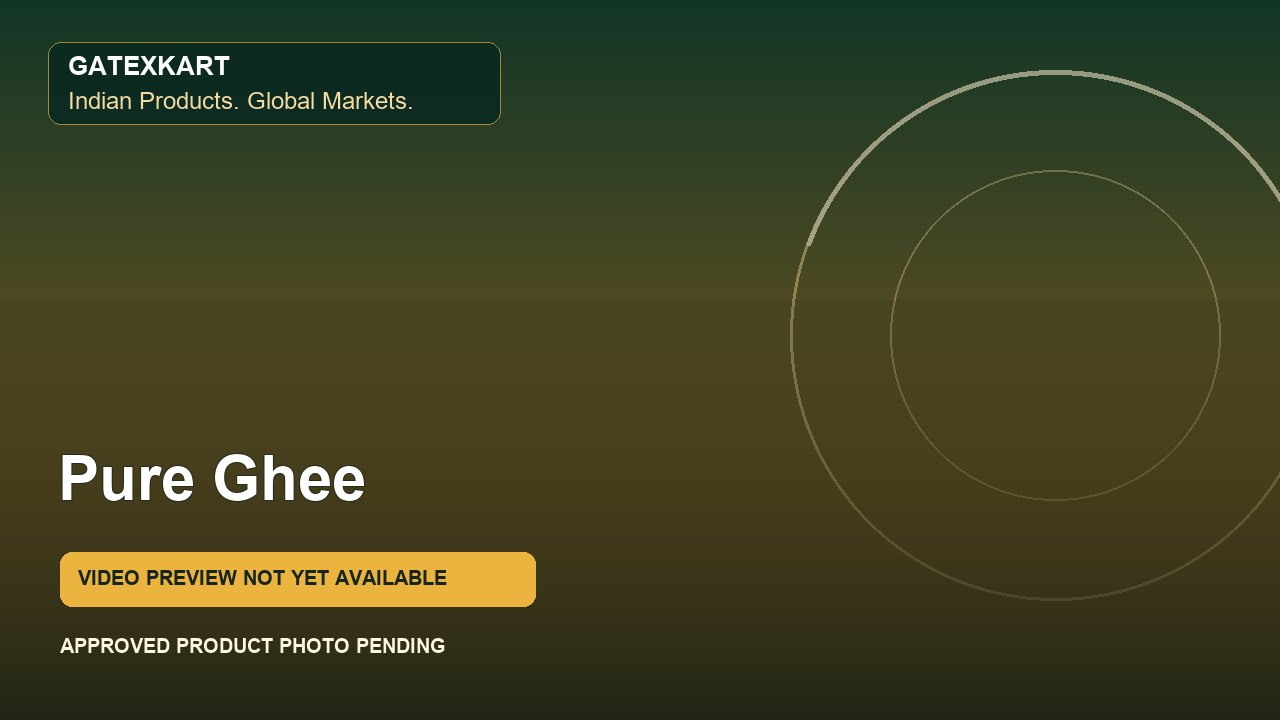 GATEXKART
Indian Products. Global Markets.
Pure Ghee
VIDEO PREVIEW NOT YET AVAILABLE
APPROVED PRODUCT PHOTO PENDING